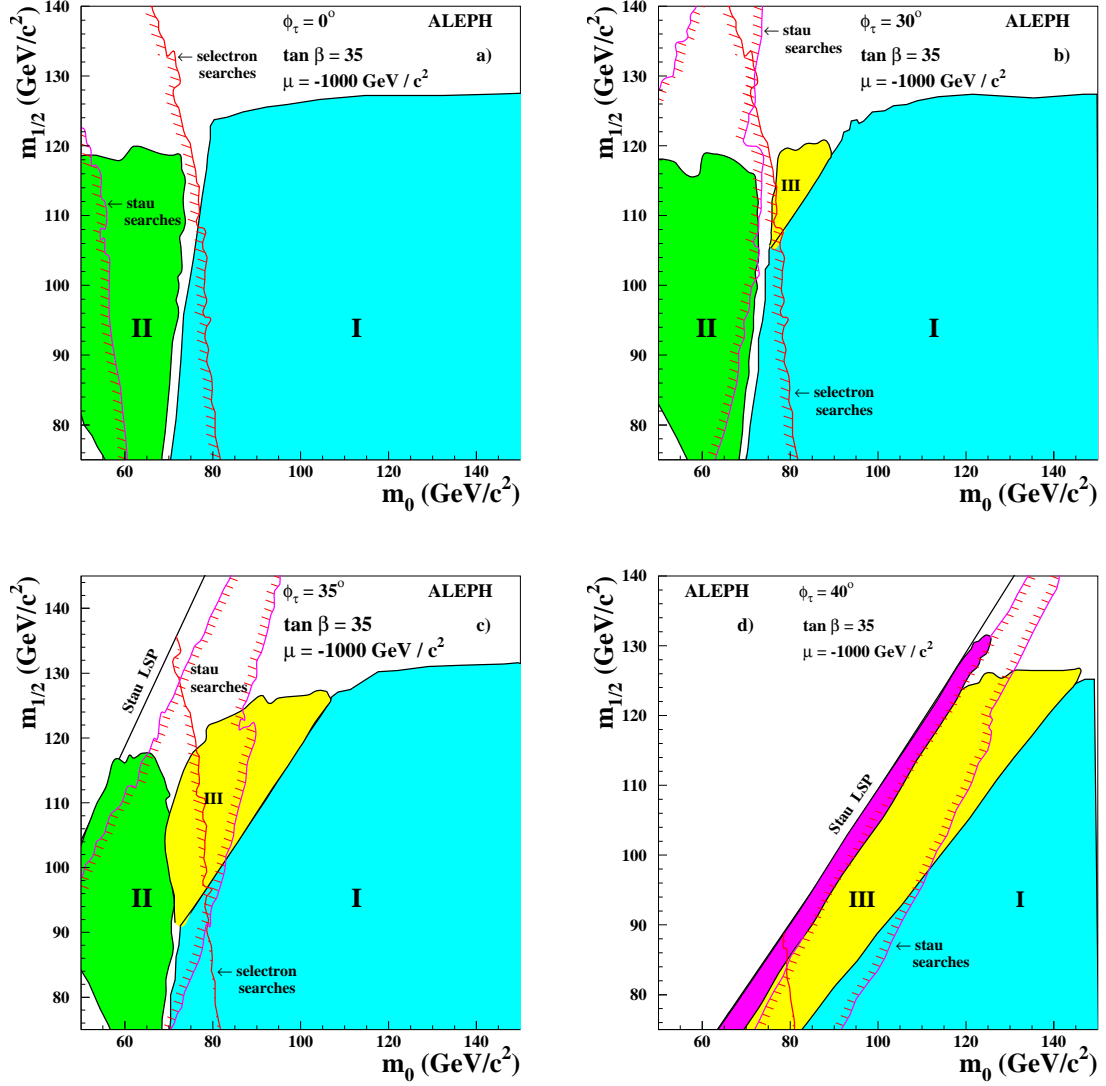 ϕτ = 0° ALEPH
tan β = 35 a)
μ = -1000 GeV / c²
← selectron
searches
← stau
searches
II
I
140
130
120
110
100
90
80
60 80 100 120 140
m₁/₂ (GeV/c²)
m₀ (GeV/c²)
ϕτ = 30° ALEPH
← stau
searches
tan β = 35 b)
μ = -1000 GeV / c²
III
II
I
← selectron
searches
140
130
120
110
100
90
80
60 80 100 120 140
m₁/₂ (GeV/c²)
m₀ (GeV/c²)
ϕτ = 35° ALEPH
tan β = 35 c)
μ = -1000 GeV / c²
Stau LSP
stau
searches
III
II
I
← selectron
searches
140
130
120
110
100
90
80
60 80 100 120 140
m₁/₂ (GeV/c²)
m₀ (GeV/c²)
ALEPH ϕτ = 40°
d) tan β = 35
μ = -1000 GeV / c²
Stau LSP
III
I
← stau
searches
140
130
120
110
100
90
80
60 80 100 120 140
m₁/₂ (GeV/c²)
m₀ (GeV/c²)